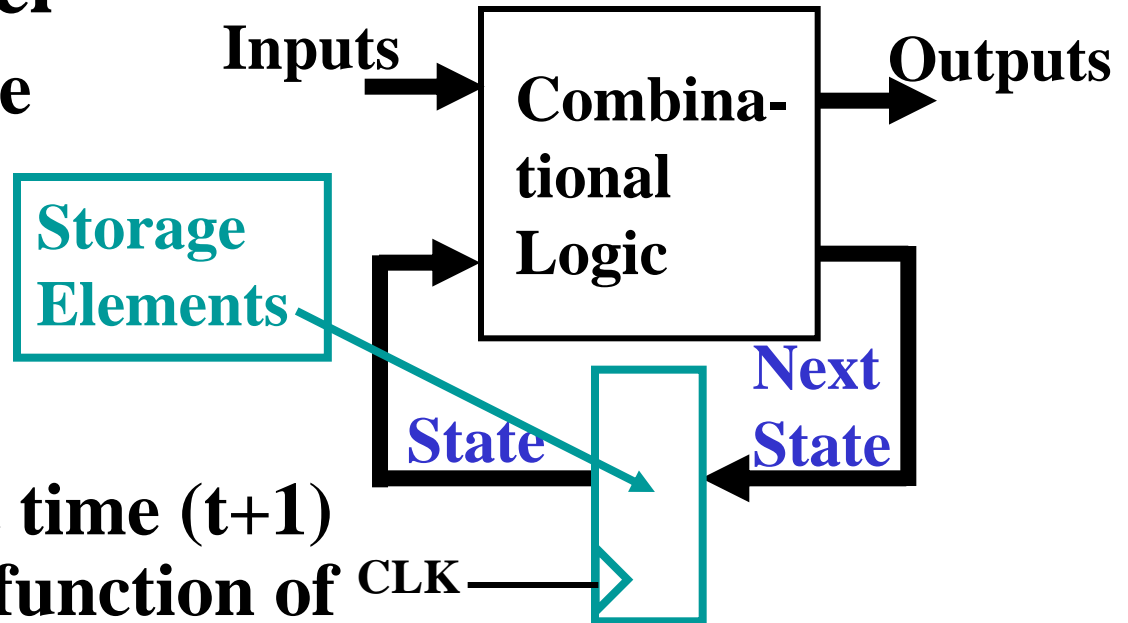 Inputs
Outputs
e
Combina-
tional
Logic
Storage
Elements
Next
State
State
time (t+1)
function of
CLK